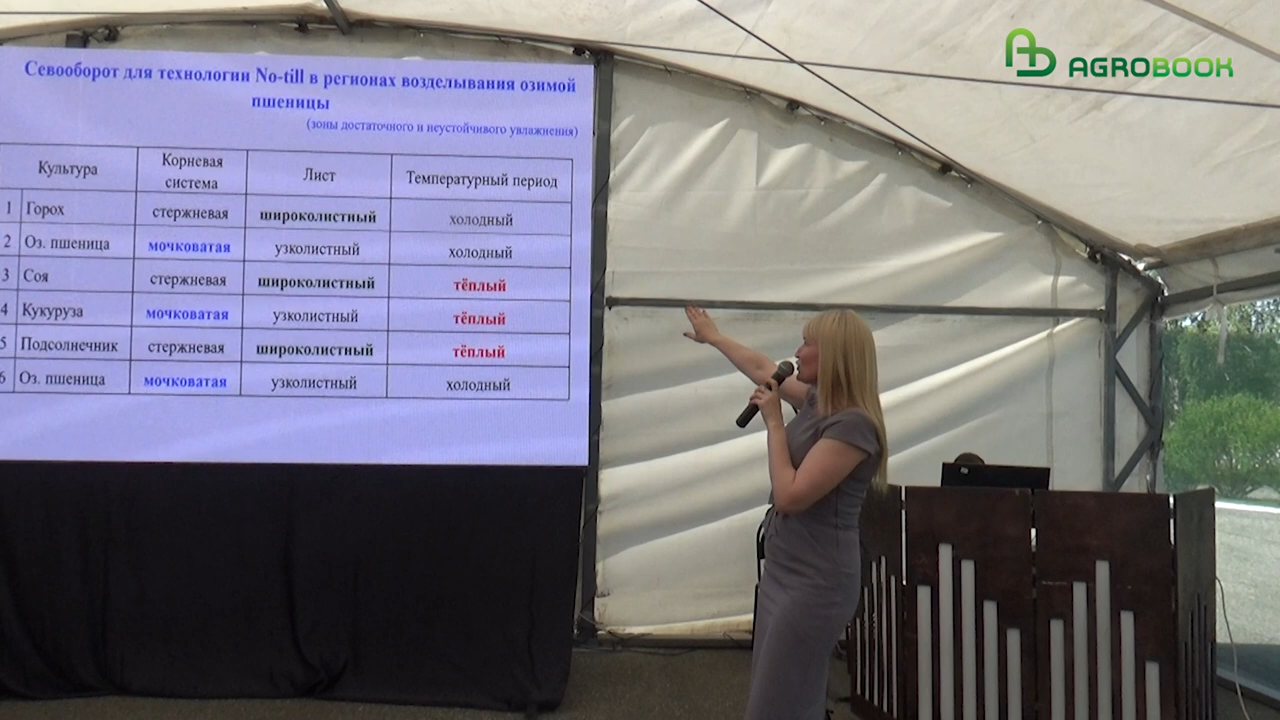 AGROBOOK
Севооборот для технологии No-till в регионах возделывания озимой
пшеницы
(зоны достаточного и неустойчивого увлажнения)
Культура Корневая система Лист Температурный период
1 Горох стержневая широколистный холодный
2 Оз. пшеница мочковатая узколистный холодный
3 Соя стержневая широколистный тёплый
4 Кукуруза мочковатая узколистный тёплый
5 Подсолнечник стержневая широколистный тёплый
6 Оз. пшеница мочковатая узколистный холодный